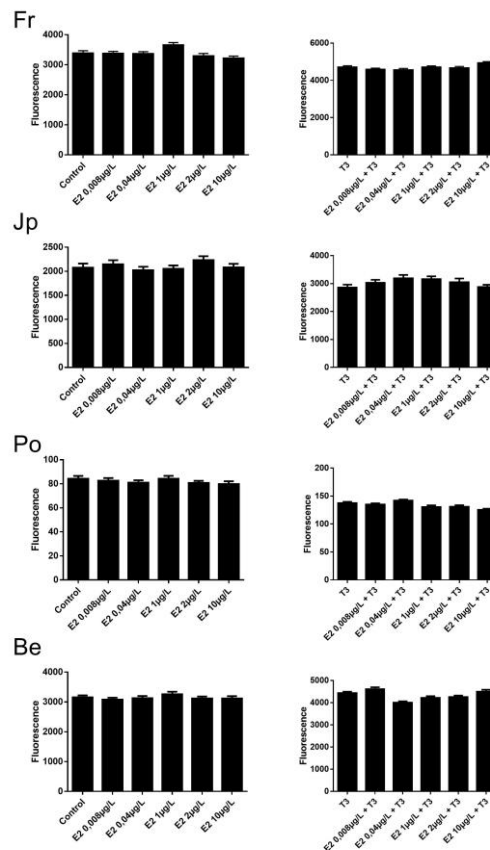 Fr
Fluorescence
4000
3000
2000
1000
0
Control
E2 0,008µg/L
E2 0,04µg/L
E2 1µg/L
E2 2µg/L
E2 10µg/L
Fluorescence
6000
4000
2000
0
T3
E2 0,008µg/L + T3
E2 0,04µg/L + T3
E2 1µg/L + T3
E2 2µg/L + T3
E2 10µg/L + T3
Jp
Fluorescence
2500
2000
1500
1000
500
0
Control
E2 0,008µg/L
E2 0,04µg/L
E2 1µg/L
E2 2µg/L
E2 10µg/L
Fluorescence
4000
3000
2000
1000
0
T3
E2 0,008µg/L + T3
E2 0,04µg/L + T3
E2 1µg/L + T3
E2 2µg/L + T3
E2 10µg/L + T3
Po
Fluorescence
100
80
60
40
20
0
Control
E2 0,008µg/L
E2 0,04µg/L
E2 1µg/L
E2 2µg/L
E2 10µg/L
Fluorescence
200
150
100
50
0
T3
E2 0,008µg/L + T3
E2 0,04µg/L + T3
E2 1µg/L + T3
E2 2µg/L + T3
E2 10µg/L + T3
Be
Fluorescence
4000
3000
2000
1000
0
Control
E2 0,008µg/L
E2 0,04µg/L
E2 1µg/L
E2 2µg/L
E2 10µg/L
Fluorescence
5000
4000
3000
2000
1000
0
T3
E2 0,008µg/L + T3
E2 0,04µg/L + T3
E2 1µg/L + T3
E2 2µg/L + T3
E2 10µg/L + T3